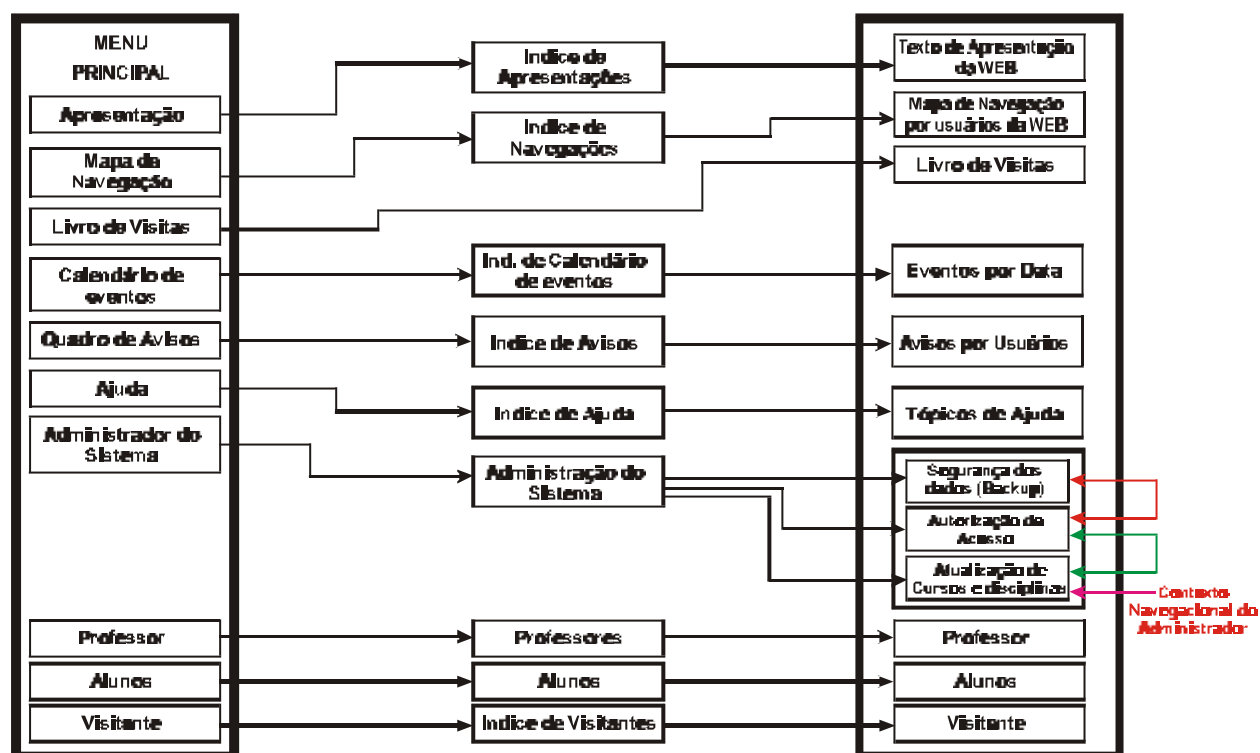 MENU
PRINCIPAL
Apresentação
Mapa de
Navegação
Livro de Visitas
Calendário de
eventos
Quadro de Avisos
Ajuda
Administrador do
Sistema
Professor
Alunos
Visitante
Indice de
Apresentações
Indice de
Navegações
Ind. de Calendário
de eventos
Indice de Avisos
Indice de Ajuda
Administração do
Sistema
Professores
Alunos
Indice de Visitantes
Texto de Apresentação
da WEB
Mapa de Navegação
por usuários da WEB
Livro de Visitas
Eventos por Data
Avisos por Usuários
Tópicos de Ajuda
Segurança dos
dados (Backup)
Autorização de
Acesso
Atualização de
Cursos e disciplinas
Professor
Alunos
Visitante
Contexto
Navegacional do
Administrador